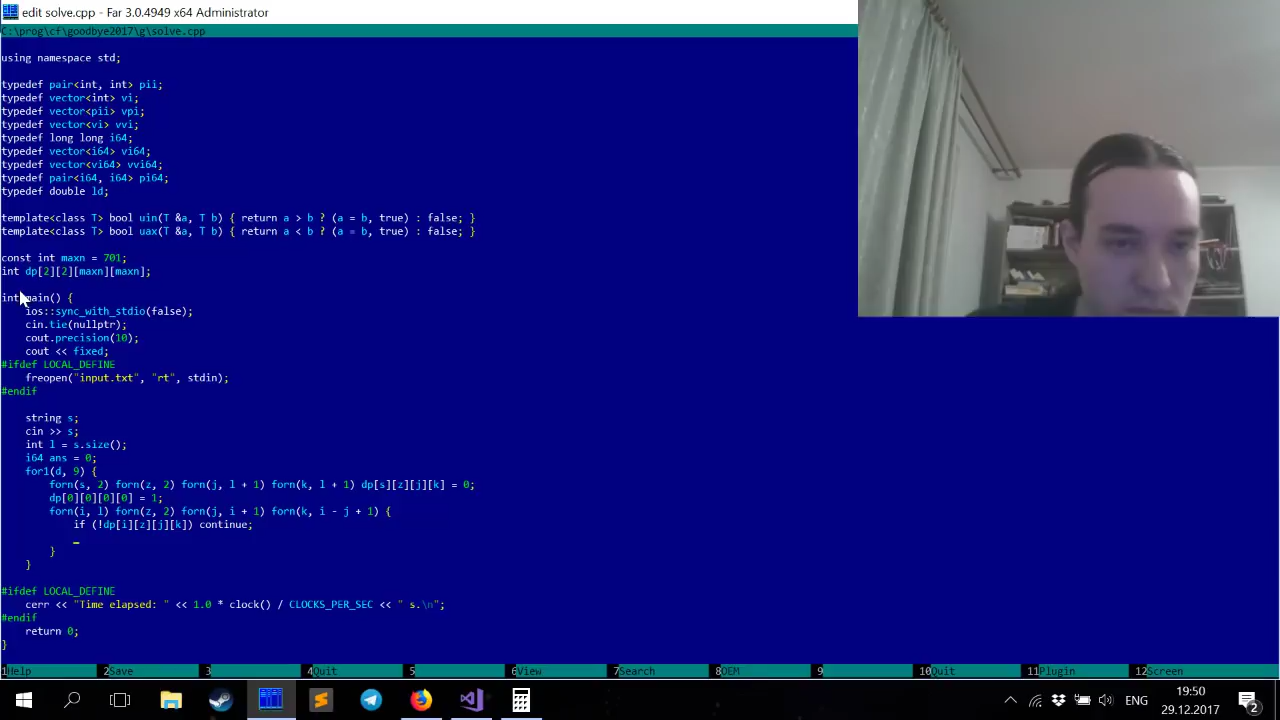 edit solve.cpp - Far 3.0.4949 x64 Administrator
C:\prog\cf\goodbye2017\g\solve.cpp
using namespace std;
typedef pair<int, int> pii;
typedef vector<int> vi;
typedef vector<pii> vpi;
typedef vector<vi> vvi;
typedef long long i64;
typedef vector<i64> vi64;
typedef vector<vi64> vvi64;
typedef pair<i64, i64> pi64;
typedef double ld;
template<class T> bool uin(T &a, T b) { return a > b ? (a = b, true) : false; }
template<class T> bool uax(T &a, T b) { return a < b ? (a = b, true) : false; }
const int maxn = 701;
int dp[2][2][maxn][maxn];
int main() {
    ios::sync_with_stdio(false);
    cin.tie(nullptr);
    cout.precision(10);
    cout << fixed;
#ifdef LOCAL_DEFINE
    freopen("input.txt", "rt", stdin);
#endif
    string s;
    cin >> s;
    int l = s.size();
    i64 ans = 0;
    for1(d, 9) {
        forn(s, 2) forn(z, 2) forn(j, l + 1) forn(k, l + 1) dp[s][z][j][k] = 0;
        dp[0][0][0][0] = 1;
        forn(i, l) forn(z, 2) forn(j, i + 1) forn(k, i - j + 1) {
            if (!dp[i][z][j][k]) continue;
            _
        }
    }
#ifdef LOCAL_DEFINE
    cerr << "Time elapsed: " << 1.0 * clock() / CLOCKS_PER_SEC << " s.\n";
#endif
    return 0;
}
1Help 2Save 3 4Quit 5 6View 7Search 8OEM 9 10Quit 11Plugin 12Screen
ENG
19:50
29.12.2017
2